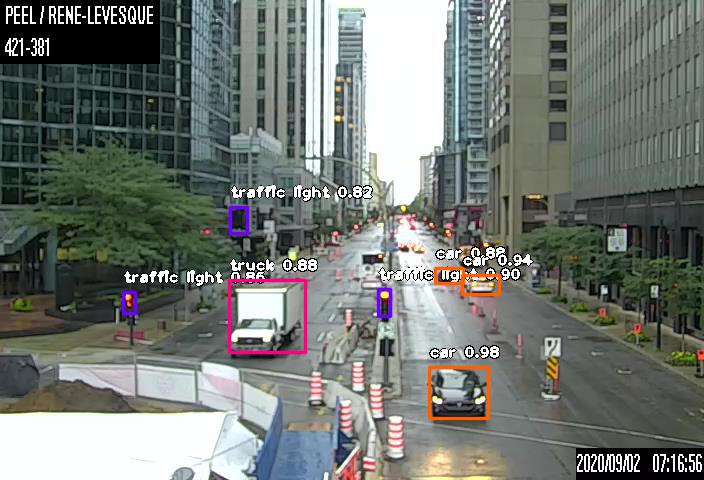 PEEL / RENE-LEVESQUE
421-381
traffic light 0.82
car 0.88
car 0.94
truck 0.88
traffic light 0.86
traffic light 0.90
car 0.98
2020/09/02 07:16:56